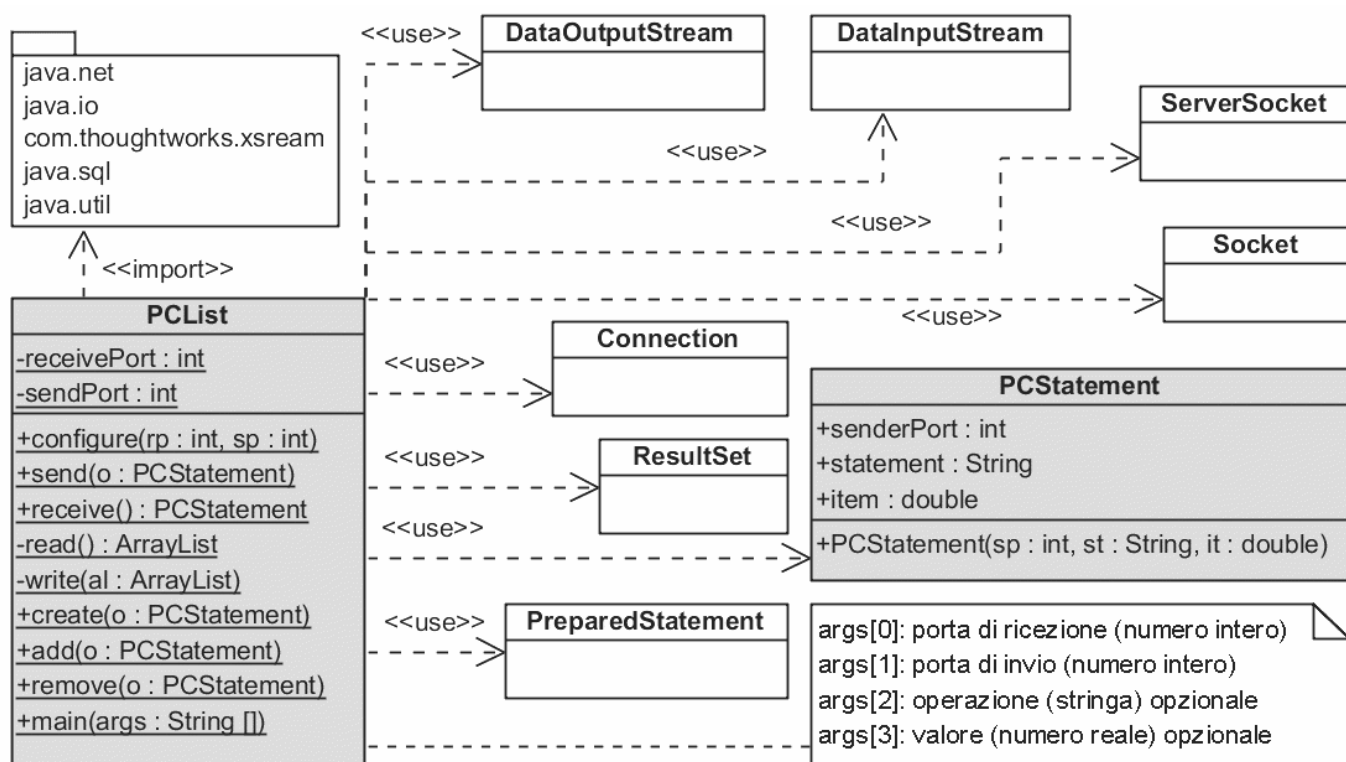 <<use>>
DataOutputStream
DataInputStream
java.net
java.io
com.thoughtworks.xsream
java.sql
java.util
ServerSocket
<<use>>
<<use>>
Socket
<<import>>
<<use>>
PCList
-receivePort : int
-sendPort : int
+configure(rp : int, sp : int)
+send(o : PCStatement)
+receive() : PCStatement
-read() : ArrayList
-write(al : ArrayList)
+create(o : PCStatement)
+add(o : PCStatement)
+remove(o : PCStatement)
+main(args : String [])
<<use>>
Connection
<<use>>
ResultSet
<<use>>
PCStatement
+senderPort : int
+statement : String
+item : double
+PCStatement(sp : int, st : String, it : double)
<<use>>
PreparedStatement
args[0]: porta di ricezione (numero intero)
args[1]: porta di invio (numero intero)
args[2]: operazione (stringa) opzionale
args[3]: valore (numero reale) opzionale